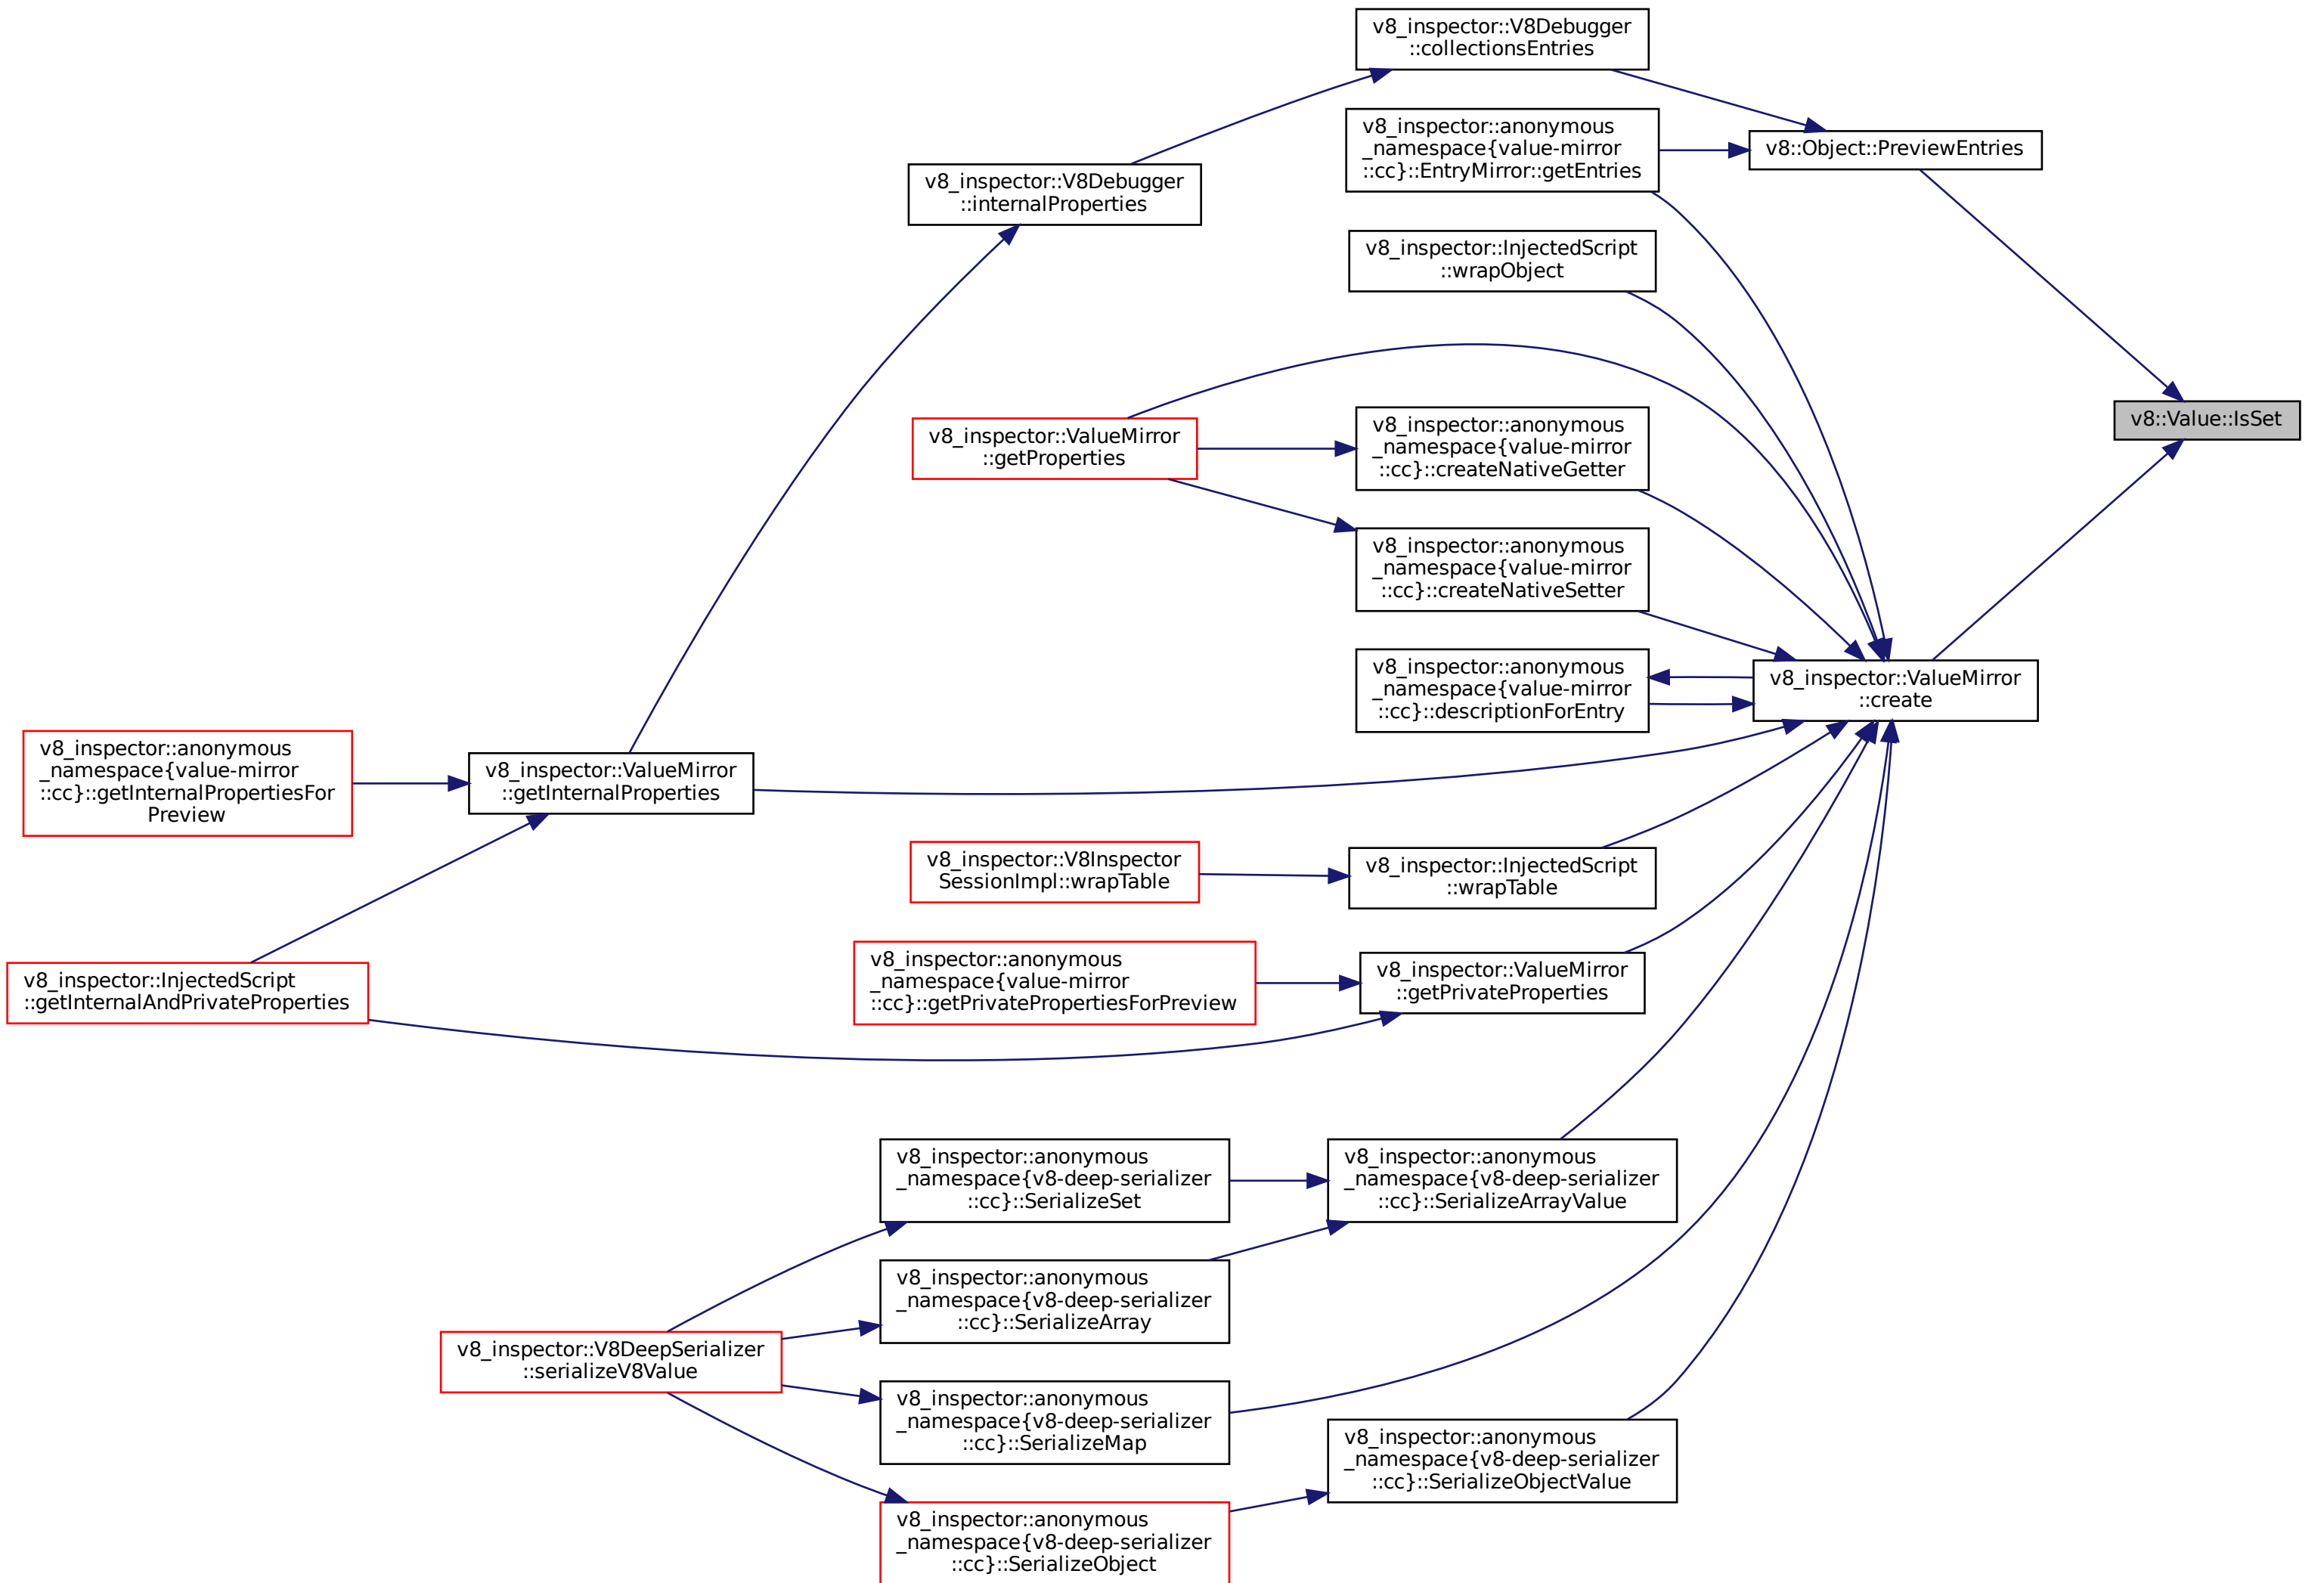 v8_inspector::V8Debugger
::collectionsEntries
v8_inspector::anonymous
_namespace{value-mirror
::cc}::EntryMirror::getEntries
v8::Object::PreviewEntries
v8_inspector::V8Debugger
::internalProperties
v8_inspector::InjectedScript
::wrapObject
v8::Value::IsSet
v8_inspector::ValueMirror
::getProperties
v8_inspector::anonymous
_namespace{value-mirror
::cc}::createNativeGetter
v8_inspector::anonymous
_namespace{value-mirror
::cc}::createNativeSetter
v8_inspector::anonymous
_namespace{value-mirror
::cc}::descriptionForEntry
v8_inspector::ValueMirror
::create
v8_inspector::anonymous
_namespace{value-mirror
::cc}::getInternalPropertiesFor
Preview
v8_inspector::ValueMirror
::getInternalProperties
v8_inspector::V8Inspector
SessionImpl::wrapTable
v8_inspector::InjectedScript
::wrapTable
v8_inspector::anonymous
_namespace{value-mirror
::cc}::getPrivatePropertiesForPreview
v8_inspector::ValueMirror
::getPrivateProperties
v8_inspector::InjectedScript
::getInternalAndPrivateProperties
v8_inspector::anonymous
_namespace{v8-deep-serializer
::cc}::SerializeSet
v8_inspector::anonymous
_namespace{v8-deep-serializer
::cc}::SerializeArrayValue
v8_inspector::anonymous
_namespace{v8-deep-serializer
::cc}::SerializeArray
v8_inspector::V8DeepSerializer
::serializeV8Value
v8_inspector::anonymous
_namespace{v8-deep-serializer
::cc}::SerializeMap
v8_inspector::anonymous
_namespace{v8-deep-serializer
::cc}::SerializeObjectValue
v8_inspector::anonymous
_namespace{v8-deep-serializer
::cc}::SerializeObject